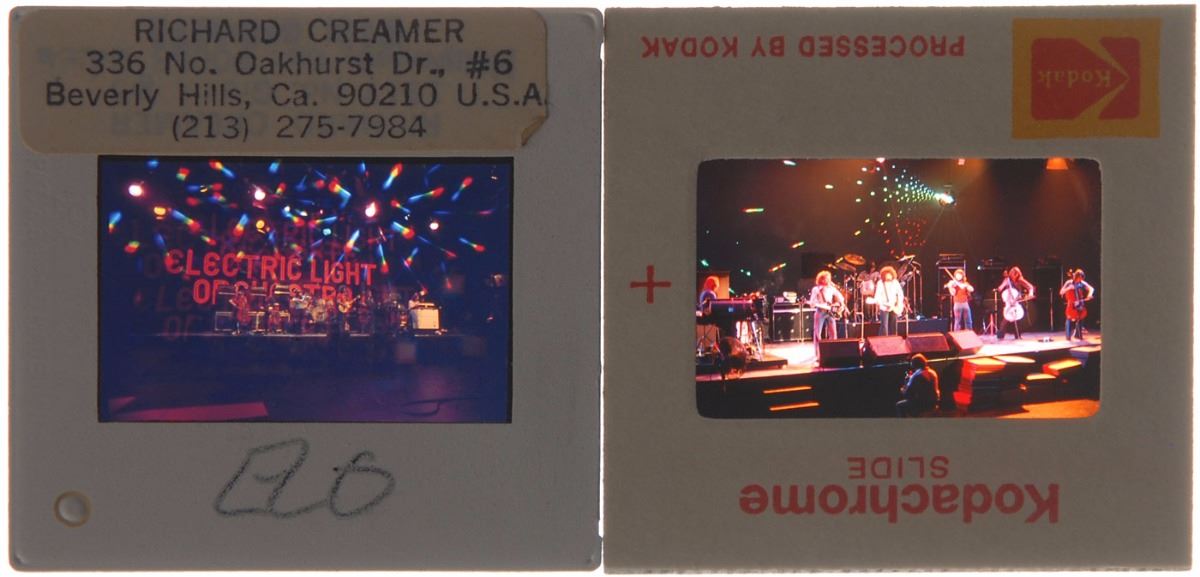 RICHARD CREAMER
336 No. Oakhurst Dr., #6
Beverly Hills, Ca. 90210 U.S.A.
(213) 275-7984
ELECTRIC LIGHT
ORCHESTRA
PROCESSED BY KODAK
Kodak
Kodachrome
SLIDE